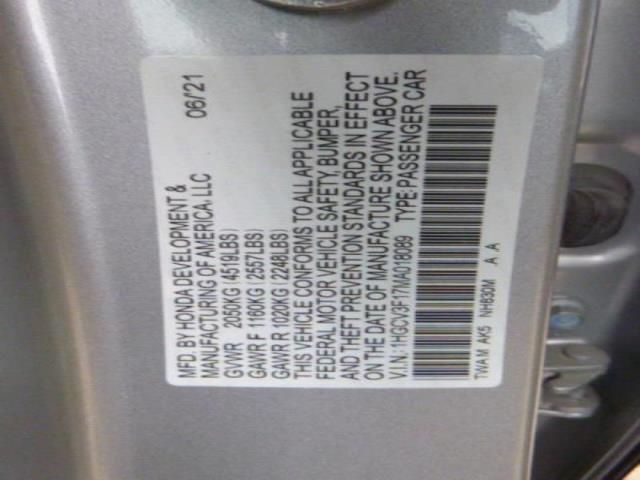 MFD. BY HONDA DEVELOPMENT & 06/'21
MANUFACTURING OF AMERICA, LLC
GVWR 2050KG (4519LBS)
GAWR F 1160KG (2557LBS)
GAWR R 1020KG (2248LBS)
THIS VEHICLE CONFORMS TO ALL APPLICABLE
FEDERAL MOTOR VEHICLE SAFETY, BUMPER,
AND THEFT PREVENTION STANDARDS IN EFFECT
ON THE DATE OF MANUFACTURE SHOWN ABOVE.
V.I.N.: 1HGCV3F17MA018089 TYPE: PASSENGER CAR
TWAM AK5 NH830M A A